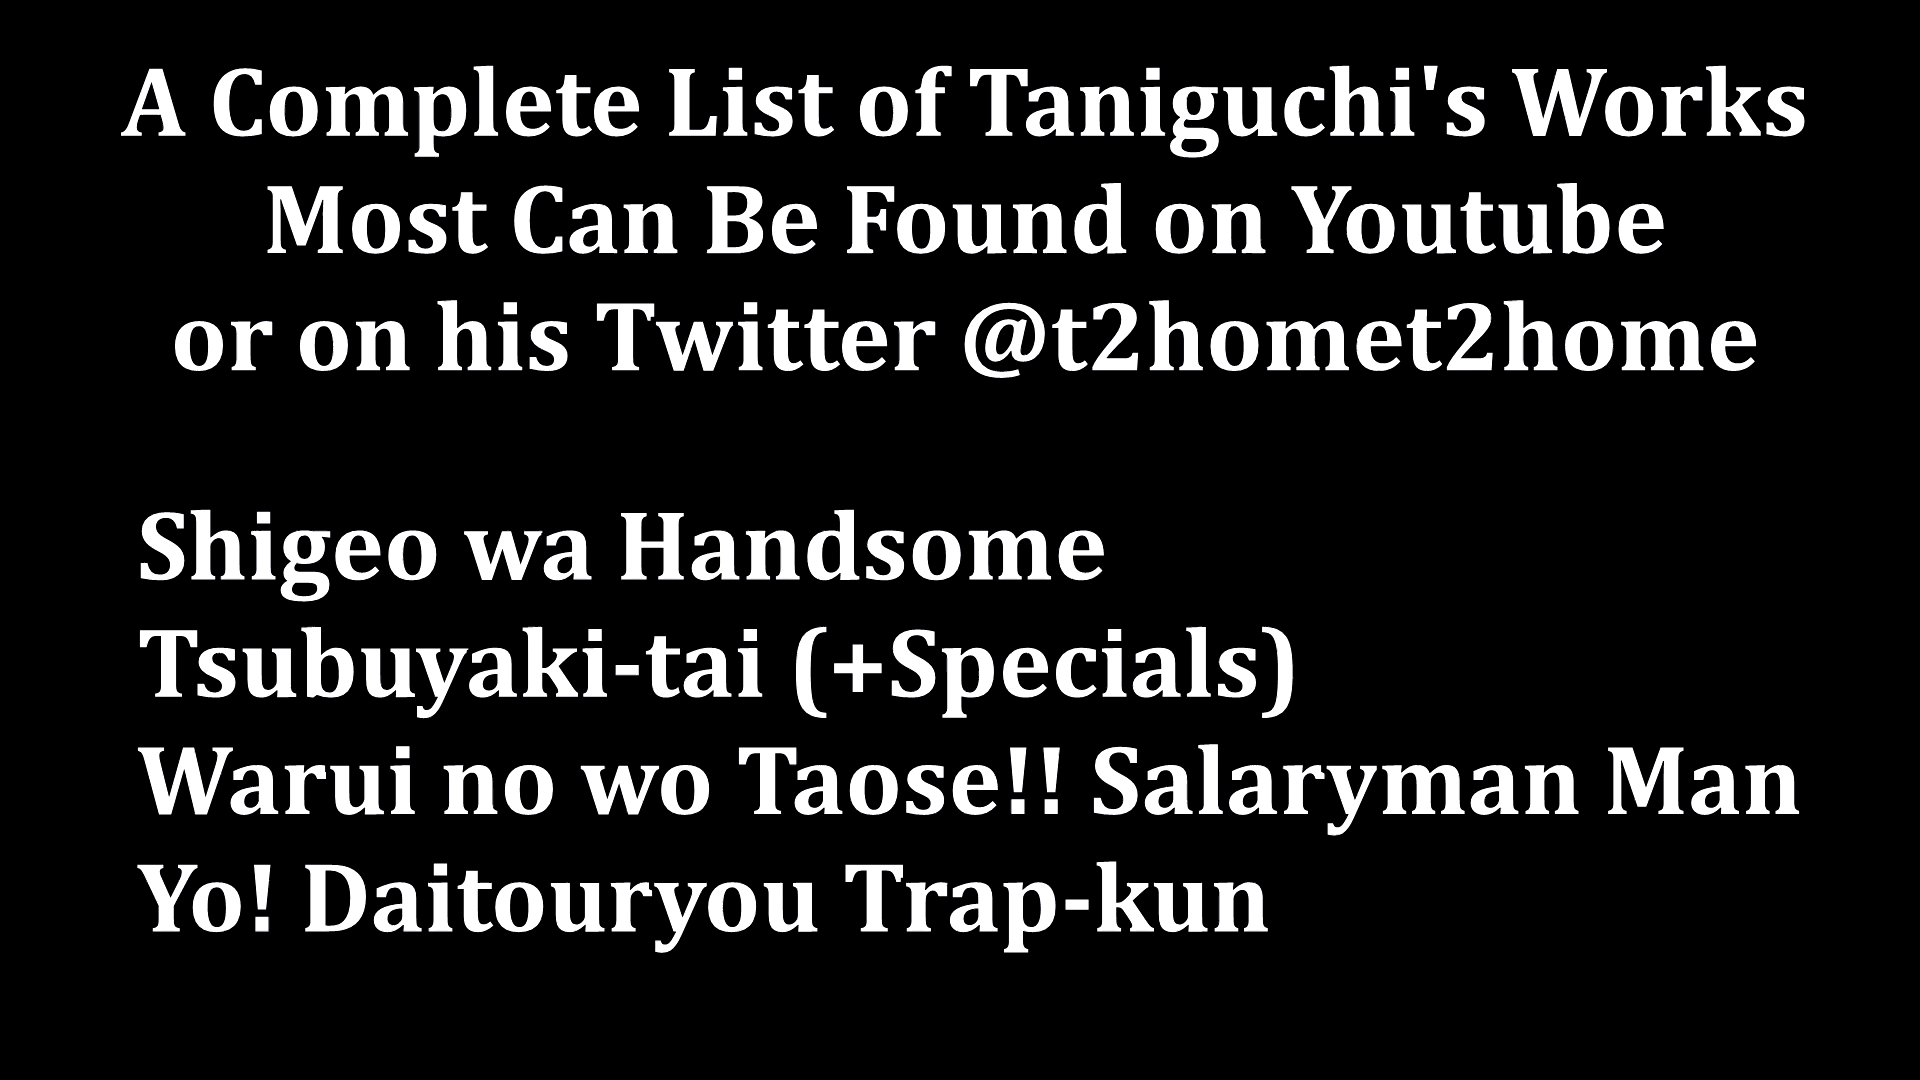 A Complete List of Taniguchi's Works
Most Can Be Found on Youtube
or on his Twitter @t2homet2home
Shigeo wa Handsome
Tsubuyaki-tai (+Specials)
Warui no wo Taose!! Salaryman Man
Yo! Daitouryou Trap-kun